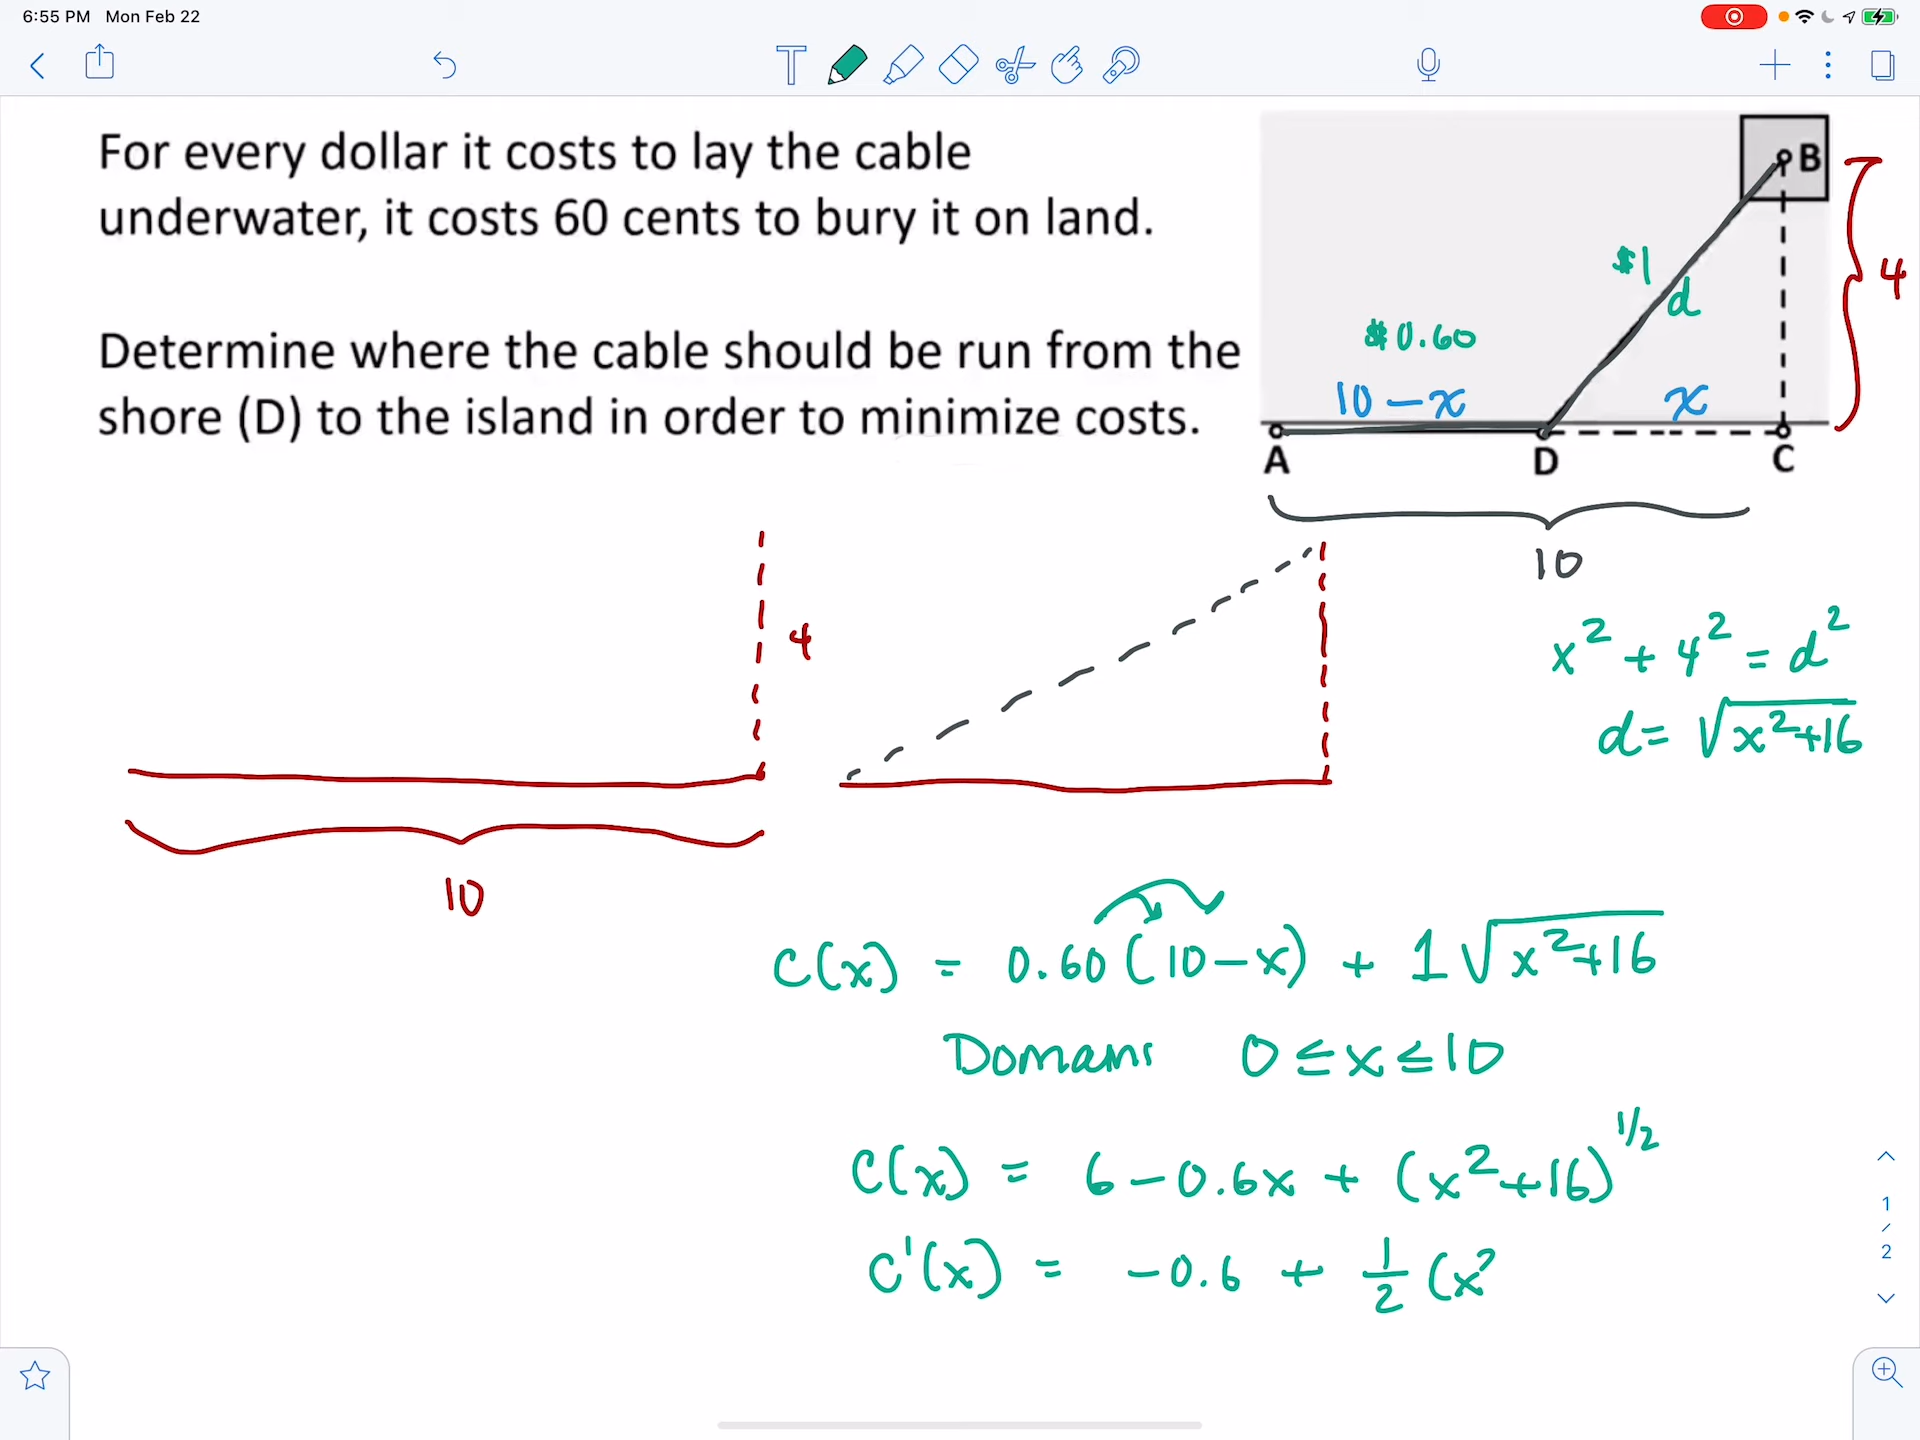 6:55 PM Mon Feb 22
For every dollar it costs to lay the cable
underwater, it costs 60 cents to bury it on land.
Determine where the cable should be run from the
shore (D) to the island in order to minimize costs.
B
$1
d
4
$0.60
10 - x
x
A
D
C
10
4
10
x² + 4² = d²
d = √x²+16
C(x) = 0.60(10-x) + 1√x²+16
Domain 0 ≤ x ≤ 10
C(x) = 6 - 0.6x + (x²+16)^1/2
C'(x) = -0.6 + 1/2 (x²
1
/
2